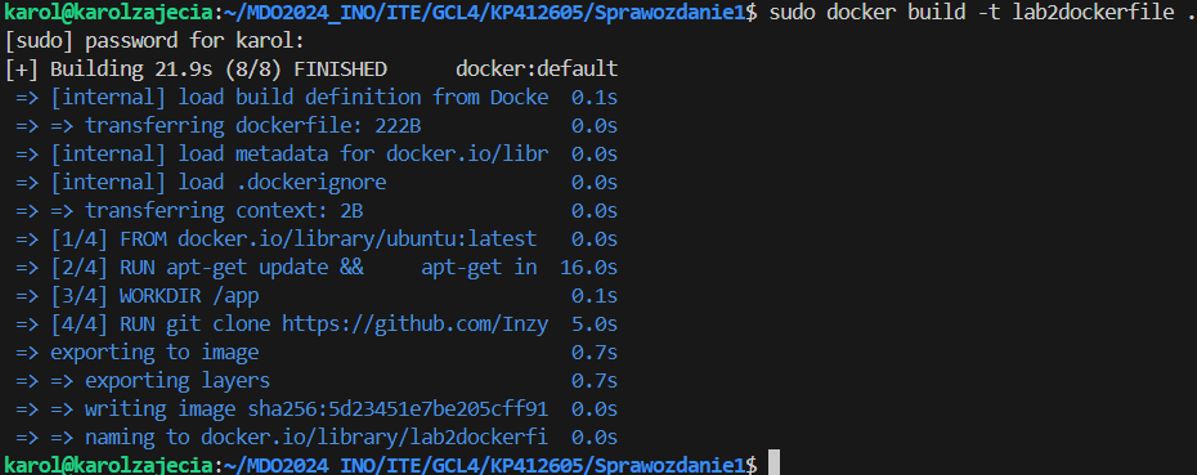 karol@karolzajecia:~/MDO2024_INO/ITE/GCL4/KP412605/Sprawozdanie1$ sudo docker build -t lab2dockerfile .
[sudo] password for karol:
[+] Building 21.9s (8/8) FINISHED docker:default
=> [internal] load build definition from Docke 0.1s
=> => transferring dockerfile: 222B 0.0s
=> [internal] load metadata for docker.io/libr 0.0s
=> [internal] load .dockerignore 0.0s
=> => transferring context: 2B 0.0s
=> [1/4] FROM docker.io/library/ubuntu:latest 0.0s
=> [2/4] RUN apt-get update && apt-get in 16.0s
=> [3/4] WORKDIR /app 0.1s
=> [4/4] RUN git clone https://github.com/Inzy 5.0s
=> exporting to image 0.7s
=> => exporting layers 0.7s
=> => writing image sha256:5d23451e7be205cff91 0.0s
=> => naming to docker.io/library/lab2dockerfi 0.0s
karol@karolzajecia:~/MDO2024_INO/ITE/GCL4/KP412605/Sprawozdanie1$